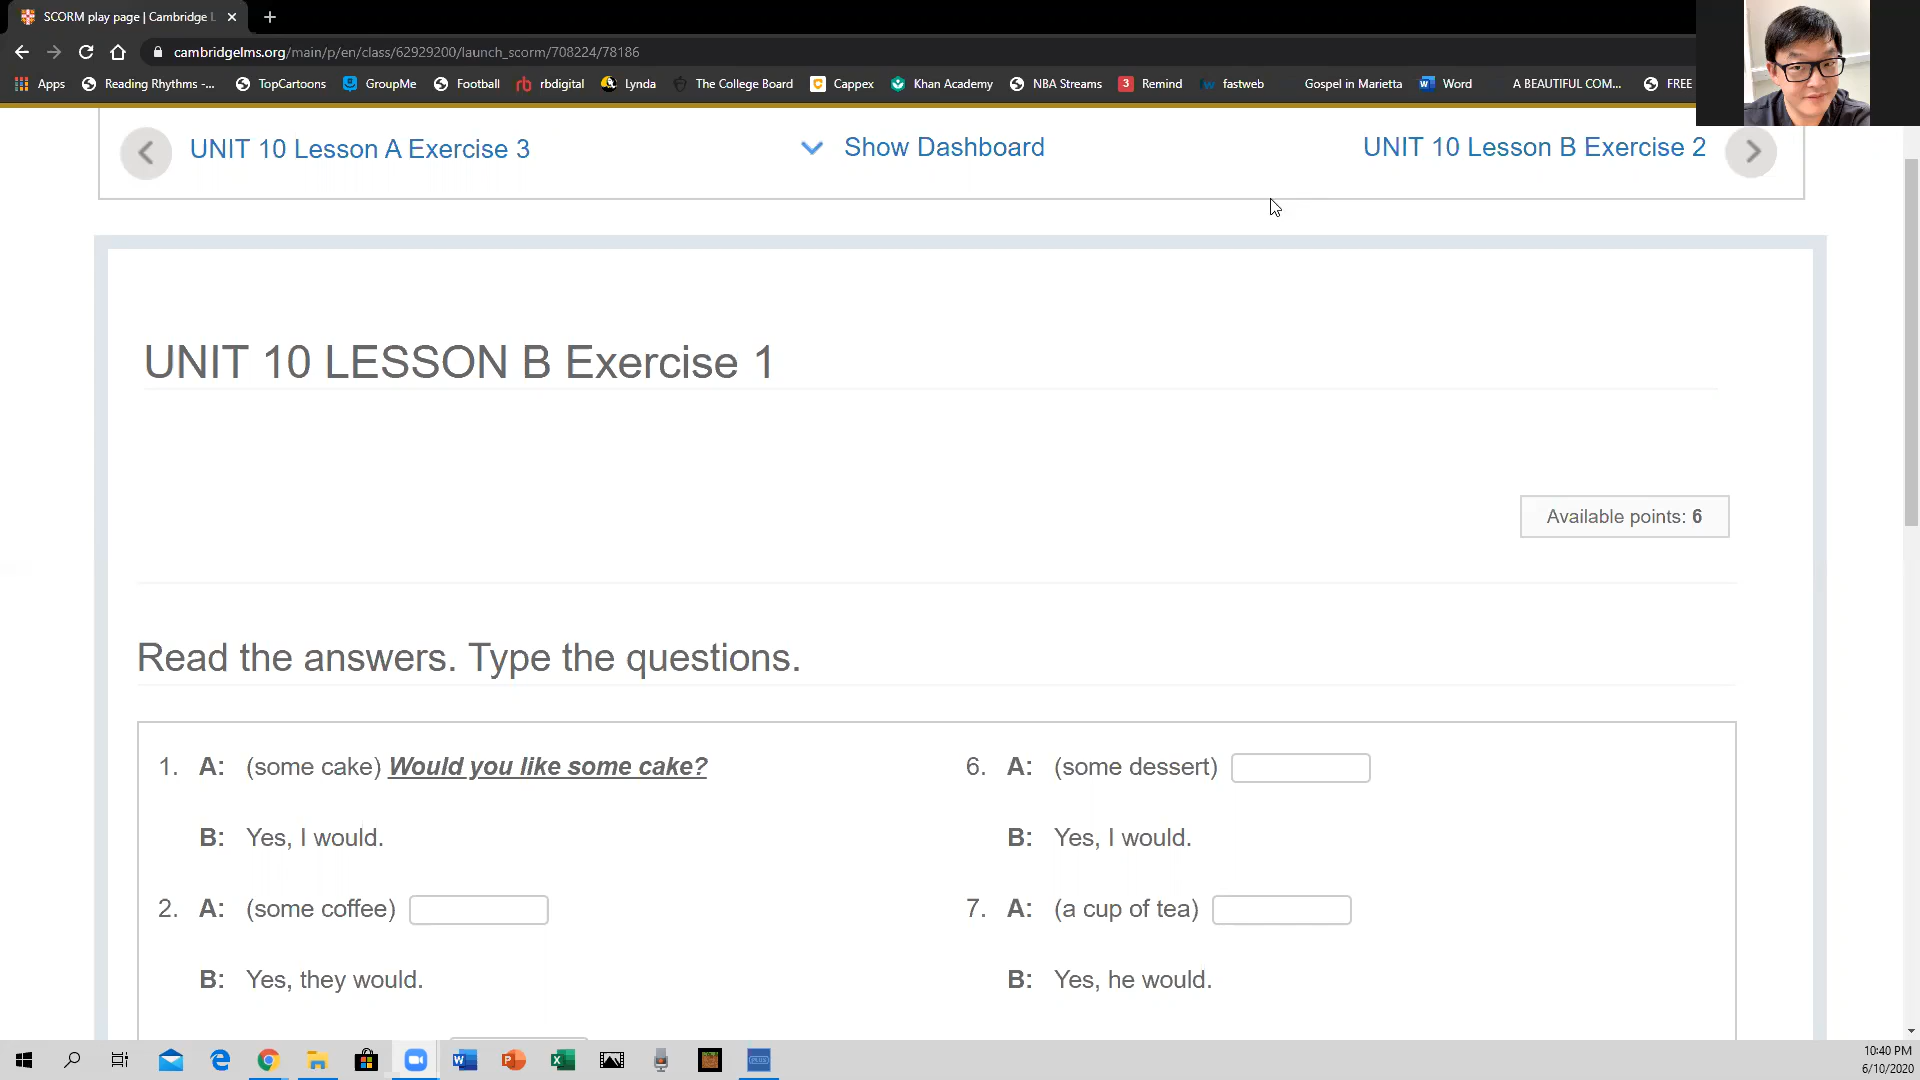 SCORM play page | Cambridge L
cambridgelms.org/main/p/en/class/62929200/launch_scorm/708224/78186
Apps Reading Rhythms -... TopCartoons GroupMe Football rbdigital Lynda The College Board Cappex Khan Academy NBA Streams Remind fastweb Gospel in Marietta Word A BEAUTIFUL COM... FREE
UNIT 10 Lesson A Exercise 3 Show Dashboard UNIT 10 Lesson B Exercise 2
UNIT 10 LESSON B Exercise 1
Available points: 6
Read the answers. Type the questions.
1. A: (some cake) Would you like some cake?
B: Yes, I would.
2. A: (some coffee)
B: Yes, they would.
6. A: (some dessert)
B: Yes, I would.
7. A: (a cup of tea)
B: Yes, he would.
10:40 PM
6/10/2020